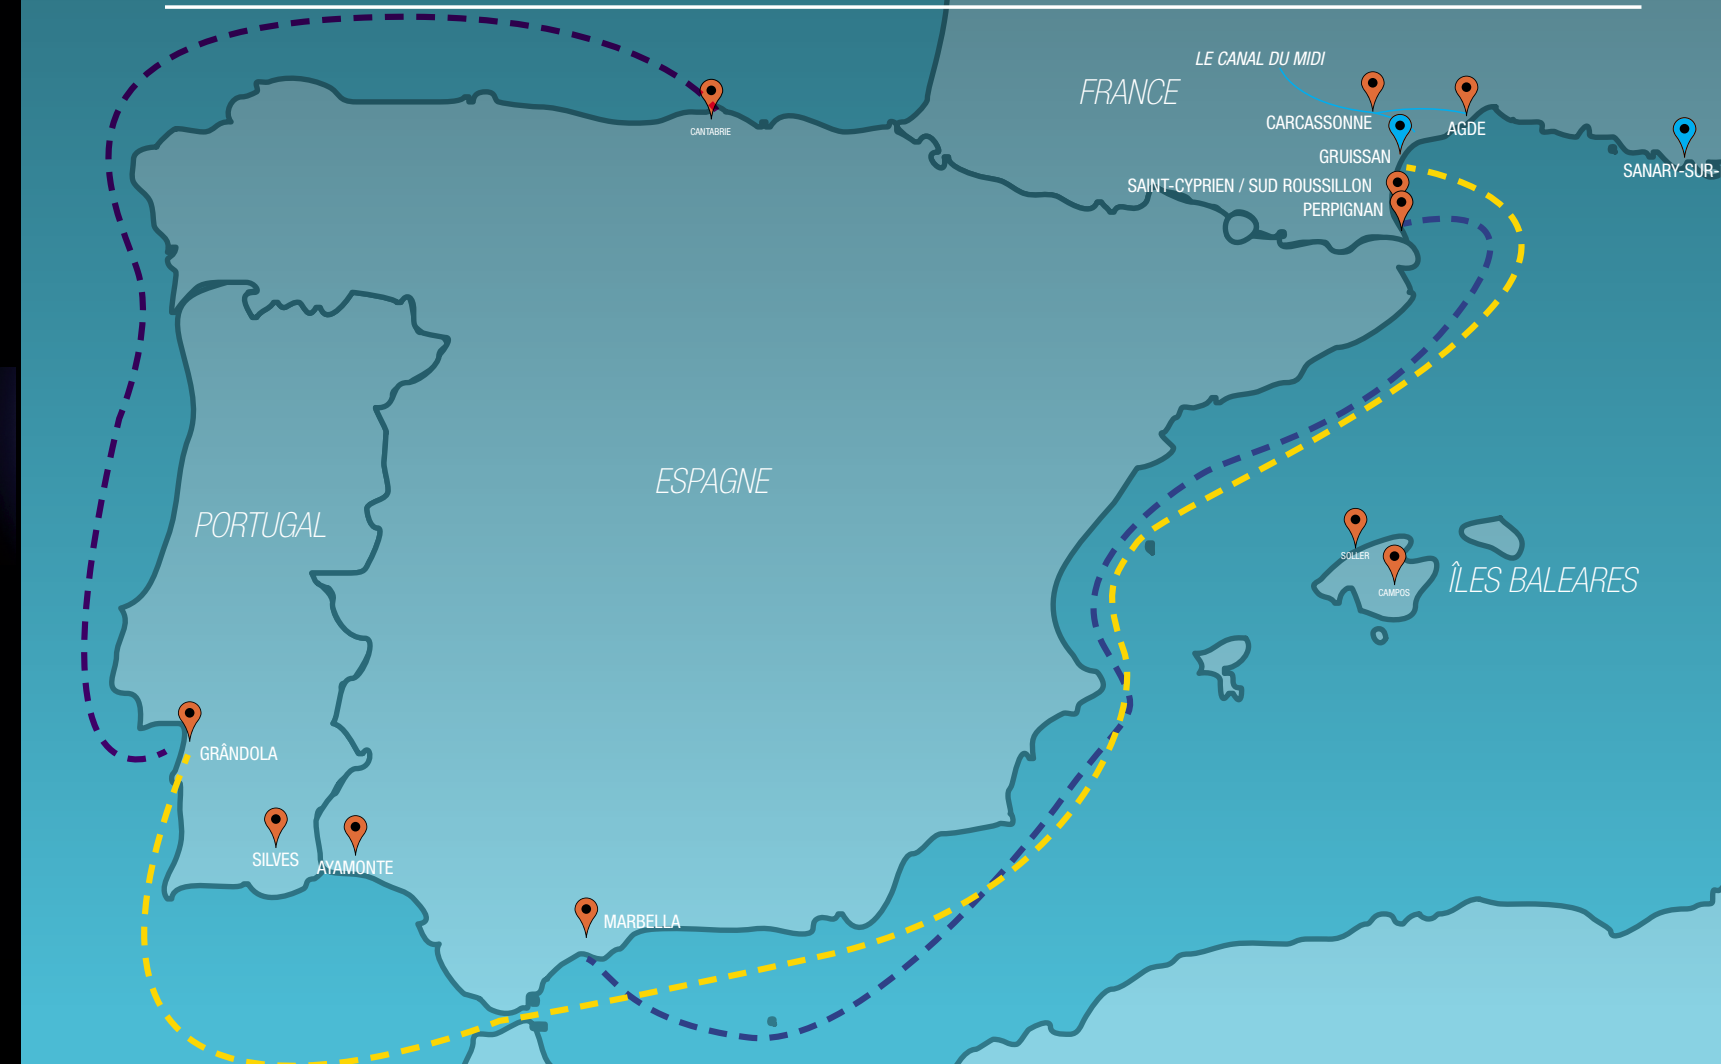 LE CANAL DU MIDI
FRANCE
CARCASSONNE
AGDE
CANTABRIE
GRUISSAN
SANARY-SUR-
SAINT-CYPRIEN / SUD ROUSSILLON
PERPIGNAN
ESPAGNE
PORTUGAL
SOLLER
ÎLES BALEARES
CAMPOS
GRÂNDOLA
SILVES
AYAMONTE
MARBELLA